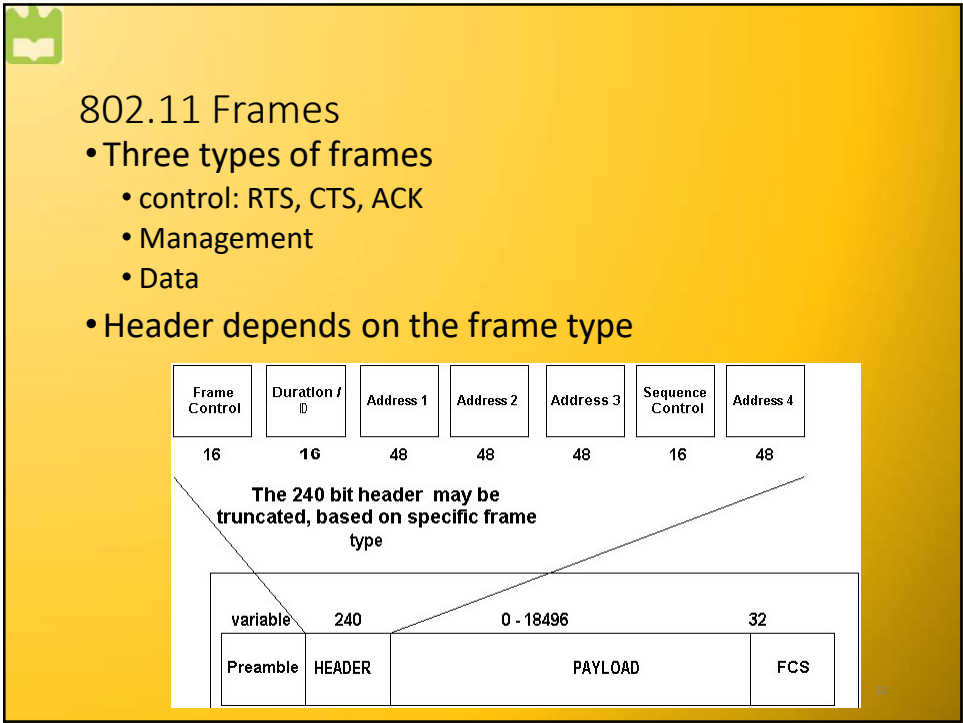 802.11 Frames
• Three types of frames
• control: RTS, CTS, ACK
• Management
• Data
• Header depends on the frame type
Frame Control
Duration / ID
Address 1
Address 2
Address 3
Sequence Control
Address 4
16 16 48 48 48 16 48
The 240 bit header may be
truncated, based on specific frame
type
variable 240 0 - 18496 32
Preamble HEADER PAYLOAD FCS